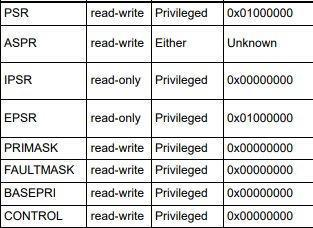 PSR read-write Privileged 0x01000000
ASPR read-write Either Unknown
IPSR read-only Privileged 0x00000000
EPSR read-only Privileged 0x01000000
PRIMASK read-write Privileged 0x00000000
FAULTMASK read-write Privileged 0x00000000
BASEPRI read-write Privileged 0x00000000
CONTROL read-write Privileged 0x00000000